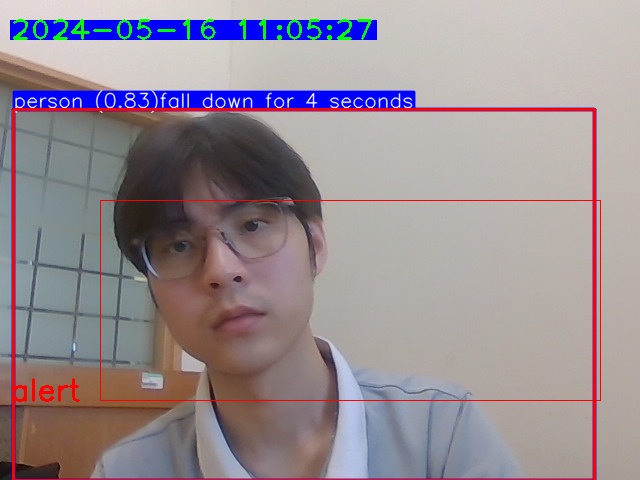 2024-05-16 11:05:27
person (0.83)fall down for 4 seconds
alert